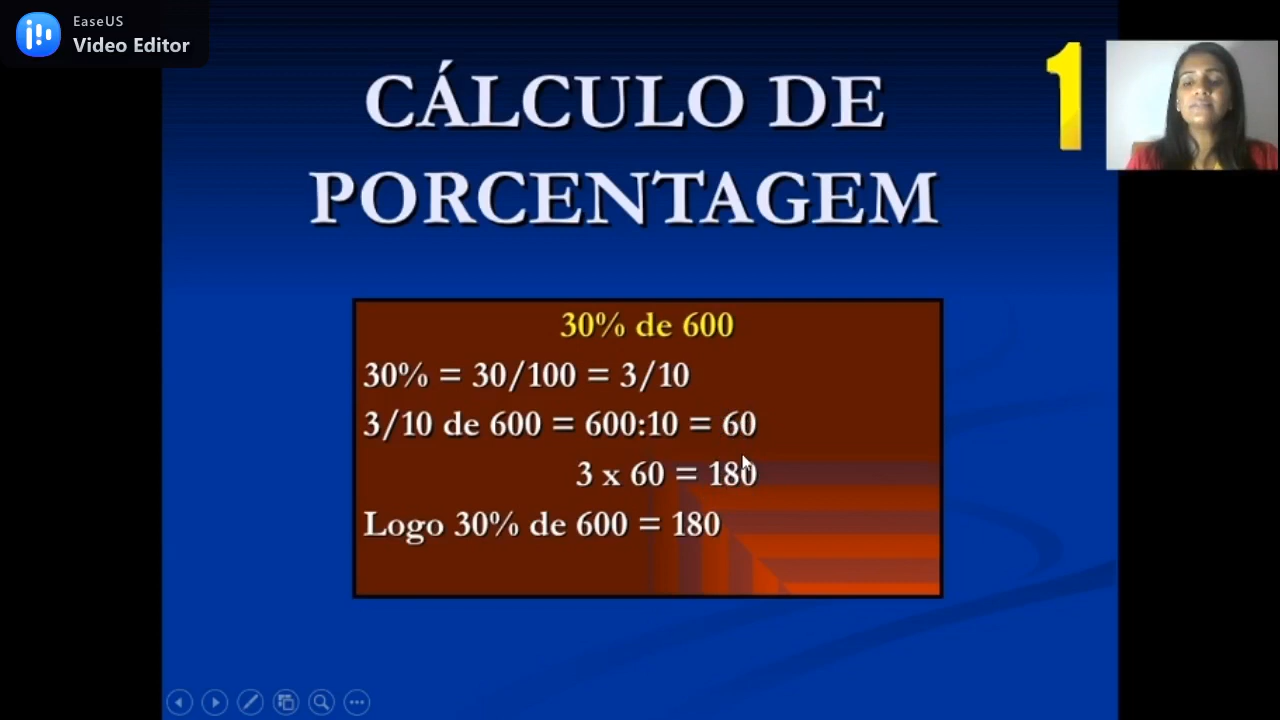 EaseUS
Video Editor
CÁLCULO DE
PORCENTAGEM
1
30% de 600
30% = 30/100 = 3/10
3/10 de 600 = 600:10 = 60
3 x 60 = 180
Logo 30% de 600 = 180